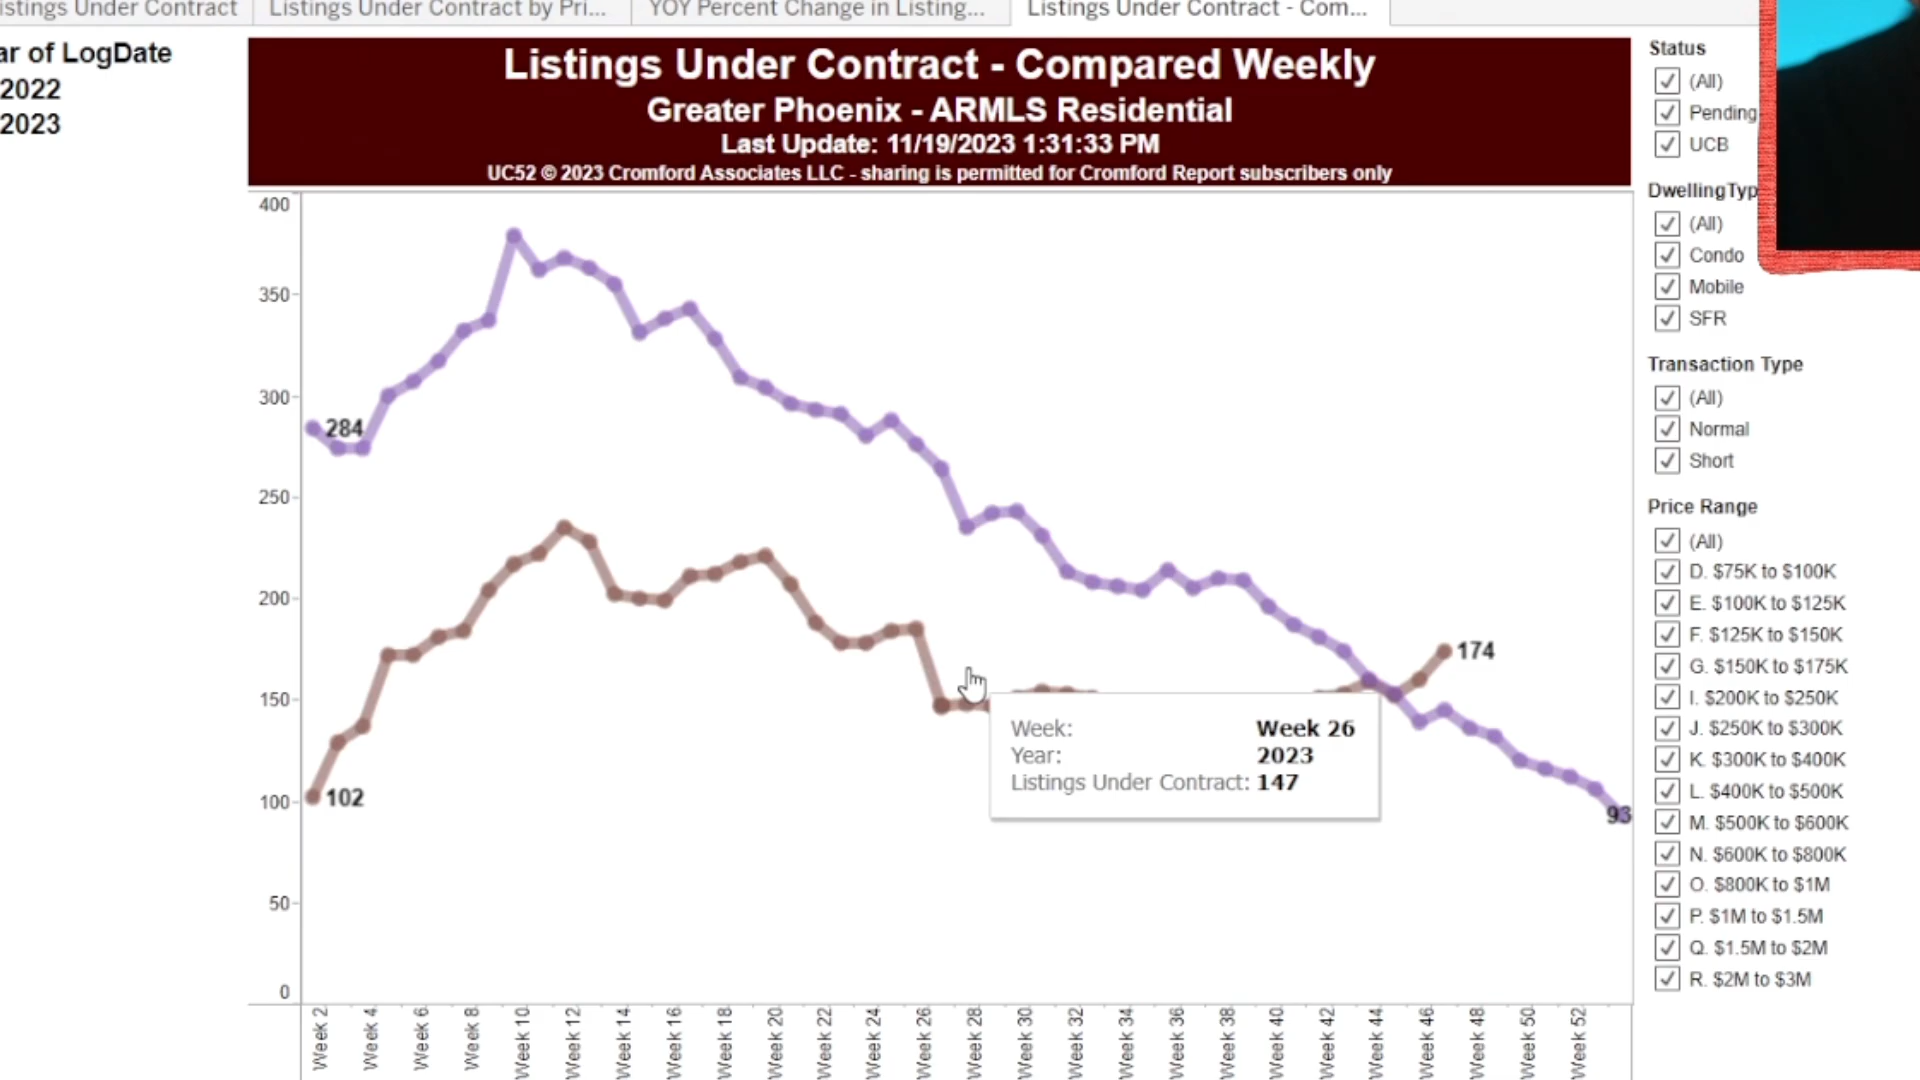 istings Under Contract
Listings Under Contract by Pri...
YOY Percent Change in Listing...
Listings Under Contract - Com...
ar of LogDate
2022
2023
Listings Under Contract - Compared Weekly
Greater Phoenix - ARMLS Residential
Last Update: 11/19/2023 1:31:33 PM
UC52 © 2023 Cromford Associates LLC - sharing is permitted for Cromford Report subscribers only
400
350
300
250
200
150
100
50
0
284
102
174
93
Week: Week 26
Year: 2023
Listings Under Contract: 147
Week 2
Week 4
Week 6
Week 8
Week 10
Week 12
Week 14
Week 16
Week 18
Week 20
Week 22
Week 24
Week 26
Week 28
Week 30
Week 32
Week 34
Week 36
Week 38
Week 40
Week 42
Week 44
Week 46
Week 48
Week 50
Week 52
Status
(All)
Pending
UCB
DwellingTyp
(All)
Condo
Mobile
SFR
Transaction Type
(All)
Normal
Short
Price Range
(All)
D. $75K to $100K
E. $100K to $125K
F. $125K to $150K
G. $150K to $175K
I. $200K to $250K
J. $250K to $300K
K. $300K to $400K
L. $400K to $500K
M. $500K to $600K
N. $600K to $800K
O. $800K to $1M
P. $1M to $1.5M
Q. $1.5M to $2M
R. $2M to $3M